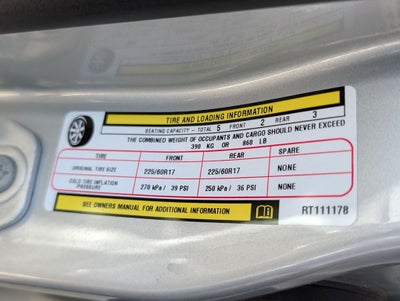 TIRE AND LOADING INFORMATION
SEATING CAPACITY - TOTAL 5 FRONT 2 REAR 3
THE COMBINED WEIGHT OF OCCUPANTS AND CARGO SHOULD NEVER EXCEED
390 KG OR 860 LB
TIRE FRONT REAR SPARE
ORIGINAL TIRE SIZE 225/60R17 225/60R17 NONE
COLD TIRE INFLATION PRESSURE 270 kPa / 39 PSI 250 kPa / 36 PSI NONE
SEE OWNERS MANUAL FOR ADDITIONAL INFORMATION
RT111178